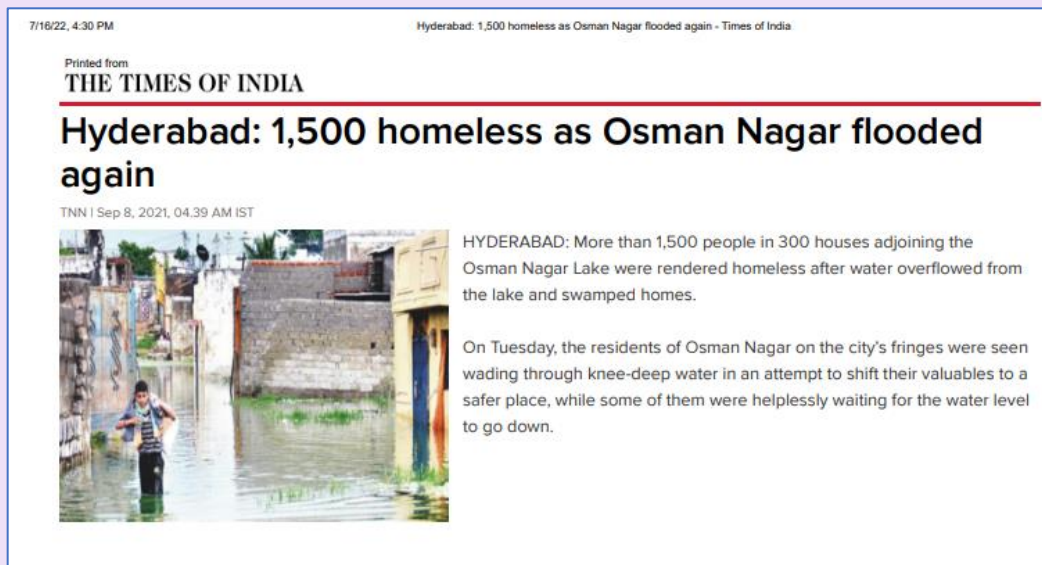 7/16/22, 4:30 PM Hyderabad: 1,500 homeless as Osman Nagar flooded again - Times of India
Printed from
THE TIMES OF INDIA
Hyderabad: 1,500 homeless as Osman Nagar flooded
again
TNN | Sep 8, 2021, 04.39 AM IST
HYDERABAD: More than 1,500 people in 300 houses adjoining the
Osman Nagar Lake were rendered homeless after water overflowed from
the lake and swamped homes.
On Tuesday, the residents of Osman Nagar on the city's fringes were seen
wading through knee-deep water in an attempt to shift their valuables to a
safer place, while some of them were helplessly waiting for the water level
to go down.